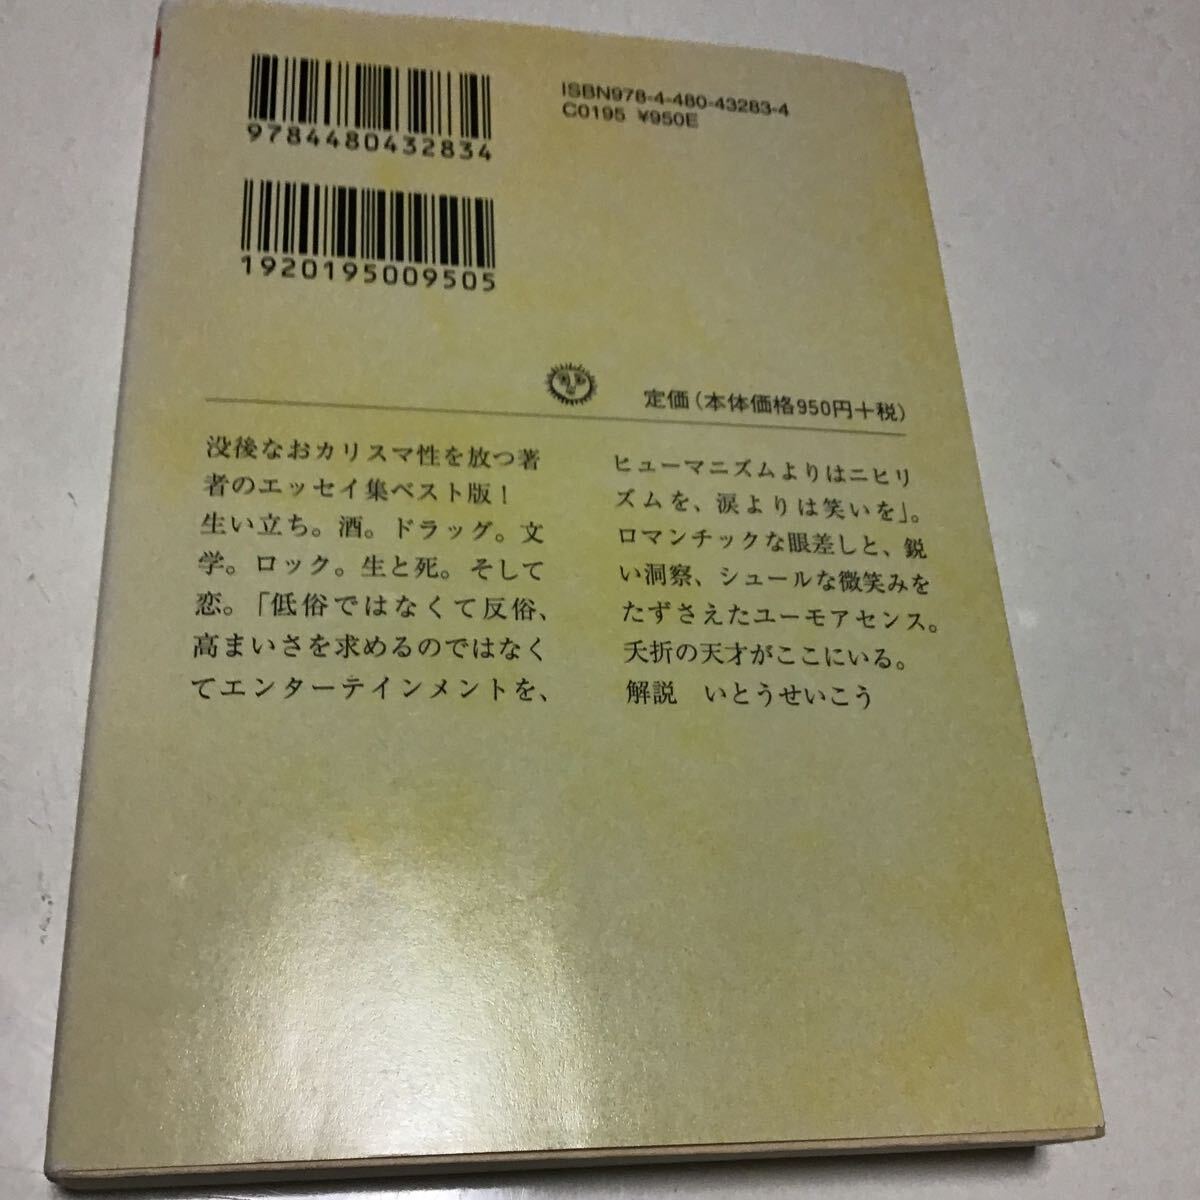 9784480432834
ISBN978-4-480-43283-4
C0195 ¥950E
1920195009505
定価(本体価格950円+税)
没後なおカリスマ性を放つ著
者のエッセイ集ベスト版!
生い立ち。酒。ドラッグ。文
学。ロック。生と死。そして
恋。「低俗ではなくて反俗、
高まいさを求めるのではなく
てエンターテインメントを、
ヒューマニズムよりはニヒリ
ズムを、涙よりは笑いを」。
ロマンチックな眼差しと、鋭
い洞察、シュールな微笑みを
たずさえたユーモアセンス。
夭折の天才がここにいる。
解説 いとうせいこう